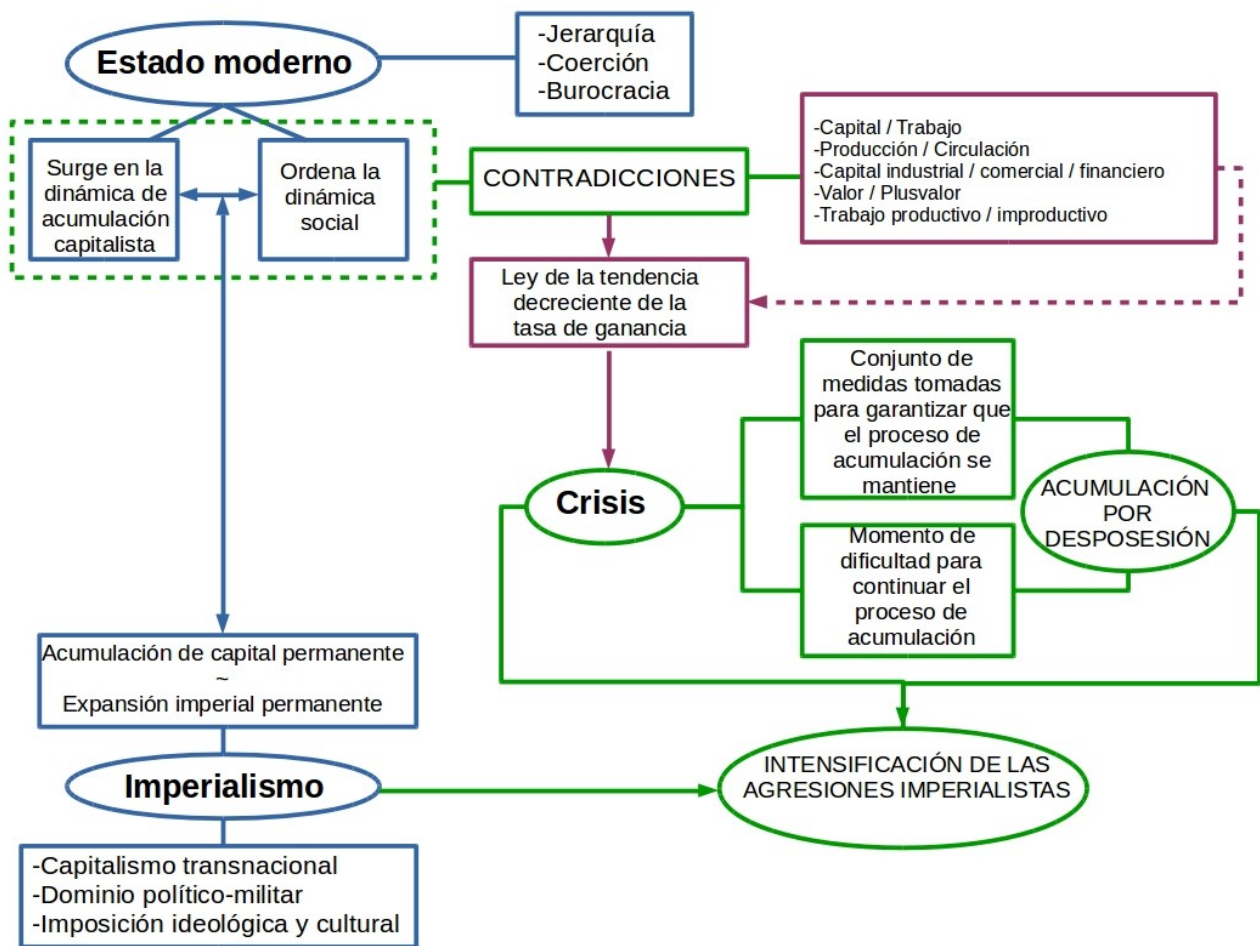 Estado moderno
-Jerarquía
-Coerción
-Burocracia
Surge en la
dinámica de
acumulación
capitalista
Ordena la
dinámica
social
CONTRADICCIONES
-Capital / Trabajo
-Producción / Circulación
-Capital industrial / comercial / financiero
-Valor / Plusvalor
-Trabajo productivo / improductivo
Ley de la tendencia
decreciente de la
tasa de ganancia
Crisis
Conjunto de
medidas tomadas
para garantizar que
el proceso de
acumulación se
mantiene
Momento de
dificultad para
continuar el
proceso de
acumulación
ACUMULACIÓN
POR
DESPOSESIÓN
Acumulación de capital permanente
~
Expansión imperial permanente
Imperialismo
INTENSIFICACIÓN DE LAS
AGRESIONES IMPERIALISTAS
-Capitalismo transnacional
-Dominio político-militar
-Imposición ideológica y cultural